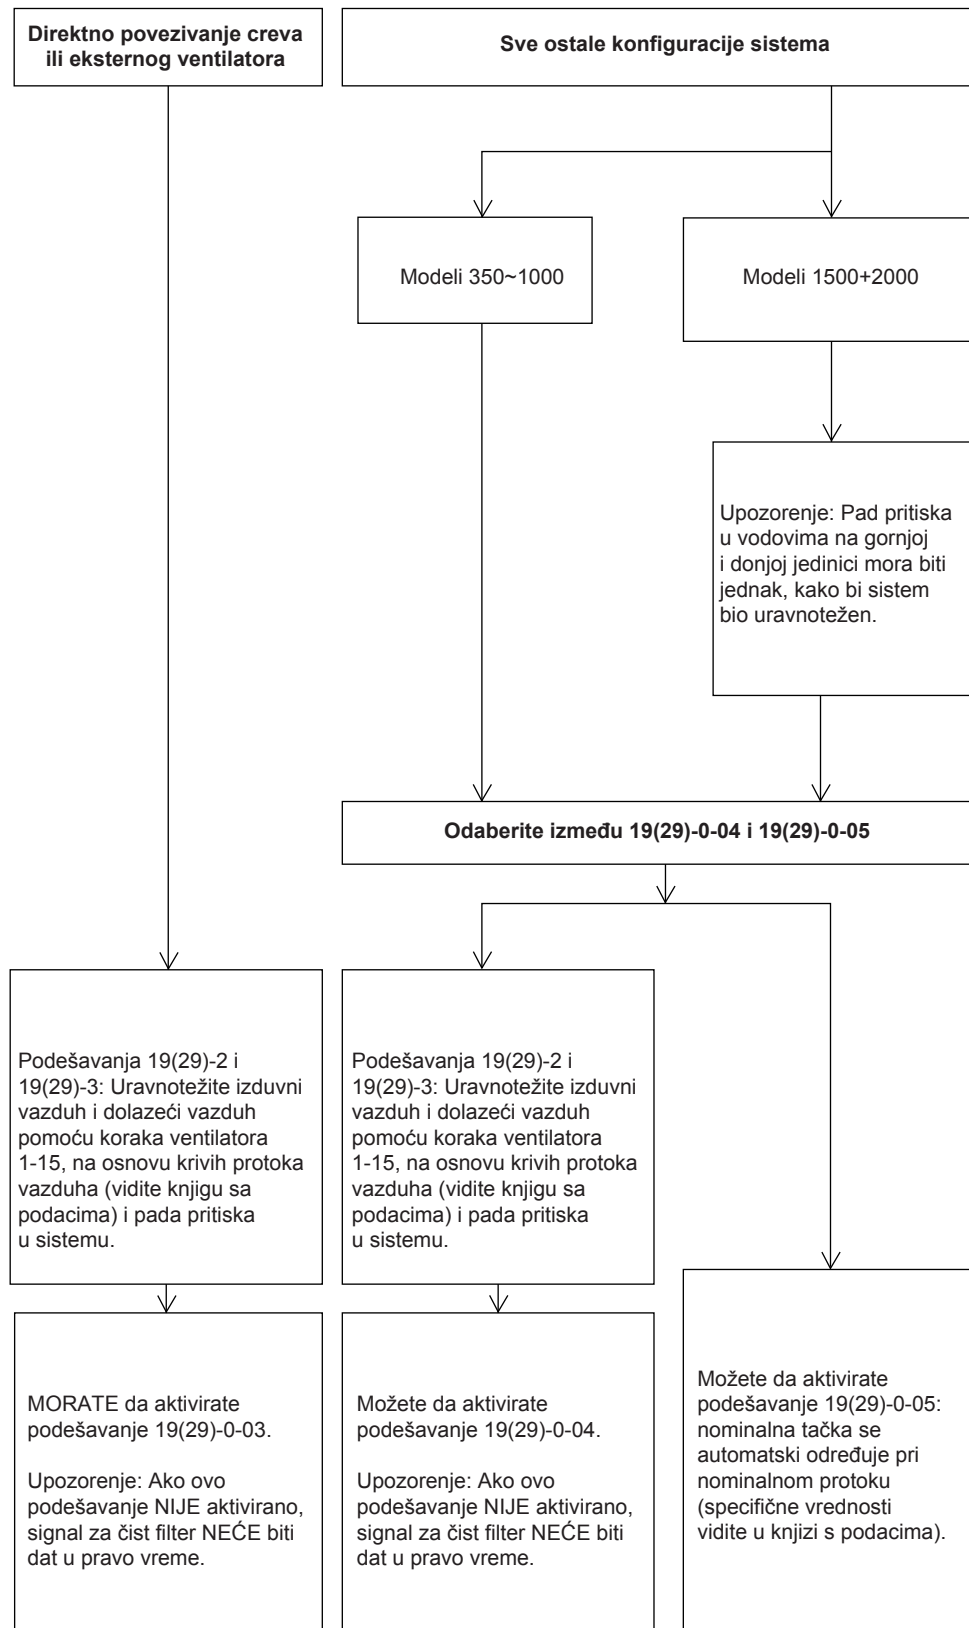 Direktno povezivanje creva
ili eksternog ventilatora
Sve ostale konfiguracije sistema
Modeli 350~1000
Modeli 1500+2000
Upozorenje: Pad pritiska
u vodovima na gornjoj
i donjoj jedinici mora biti
jednak, kako bi sistem
bio uravnotežen.
Odaberite između 19(29)-0-04 i 19(29)-0-05
Podešavanja 19(29)-2 i
19(29)-3: Uravnotežite izduvni
vazduh i dolazeći vazduh
pomoću koraka ventilatora
1-15, na osnovu krivih protoka
vazduha (vidite knjigu sa
podacima) i pada pritiska
u sistemu.
Podešavanja 19(29)-2 i
19(29)-3: Uravnotežite izduvni
vazduh i dolazeći vazduh
pomoću koraka ventilatora
1-15, na osnovu krivih protoka
vazduha (vidite knjigu sa
podacima) i pada pritiska
u sistemu.
MORATE da aktivirate
podešavanje 19(29)-0-03.
Upozorenje: Ako ovo
podešavanje NIJE aktivirano,
signal za čist filter NEĆE biti
dat u pravo vreme.
Možete da aktivirate
podešavanje 19(29)-0-04.
Upozorenje: Ako ovo
podešavanje NIJE aktivirano,
signal za čist filter NEĆE biti
dat u pravo vreme.
Možete da aktivirate
podešavanje 19(29)-0-05:
nominalna tačka se
automatski određuje pri
nominalnom protoku
(specifične vrednosti
vidite u knjizi s podacima).